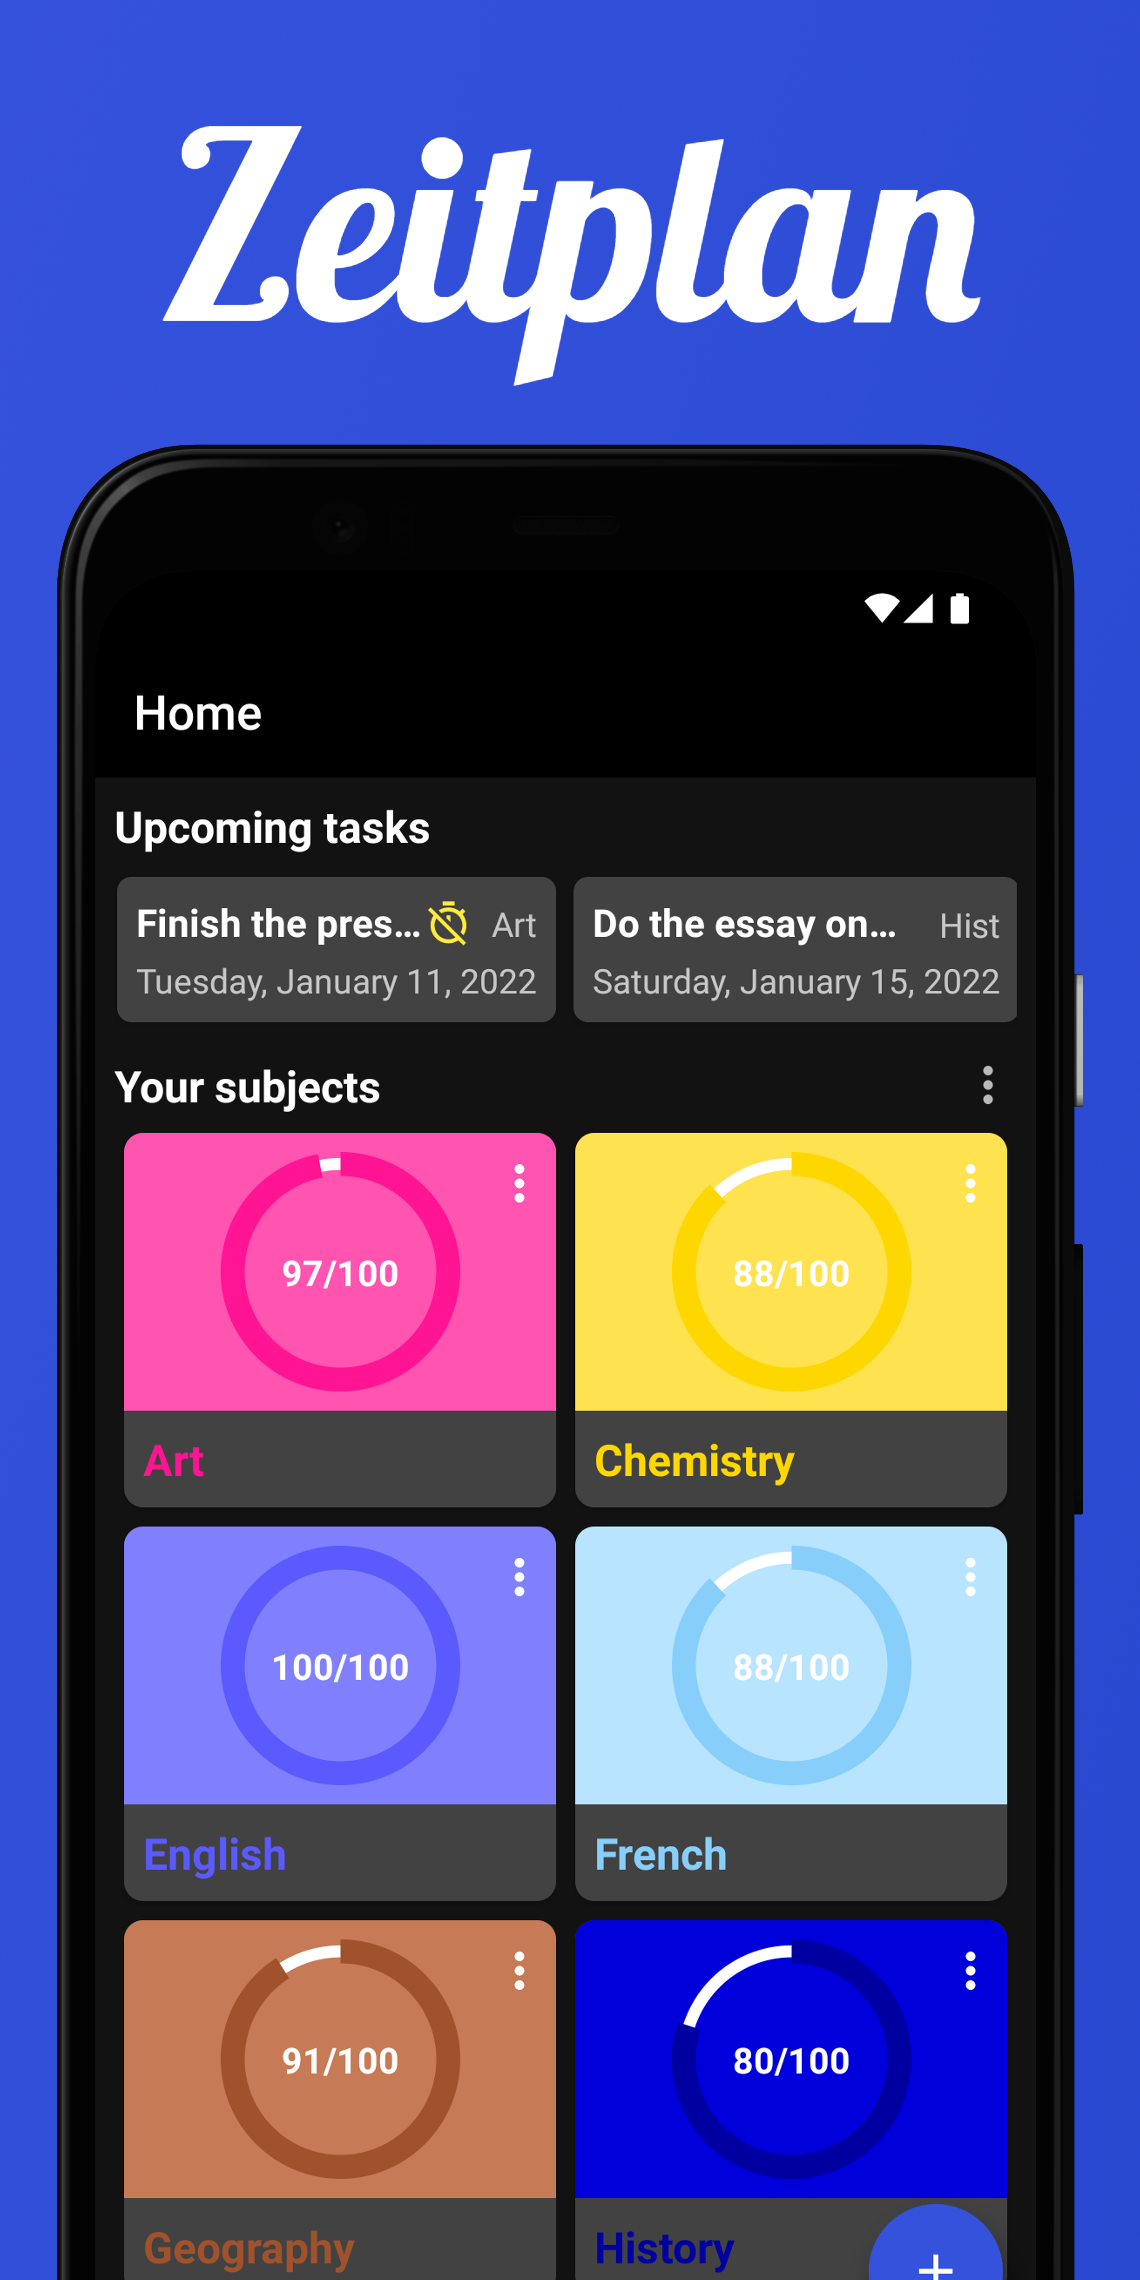 Zeitplan
Home
Upcoming tasks
Finish the pres... Art
Tuesday, January 11, 2022
Do the essay on... Hist
Saturday, January 15, 2022
Your subjects
97/100
Art
88/100
Chemistry
100/100
English
88/100
French
91/100
Geography
80/100
History
+